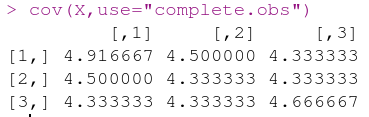 > cov(X,use="complete.obs")
[,1] [,2] [,3]
[1,] 4.916667 4.500000 4.333333
[2,] 4.500000 4.333333 4.333333
[3,] 4.333333 4.333333 4.666667